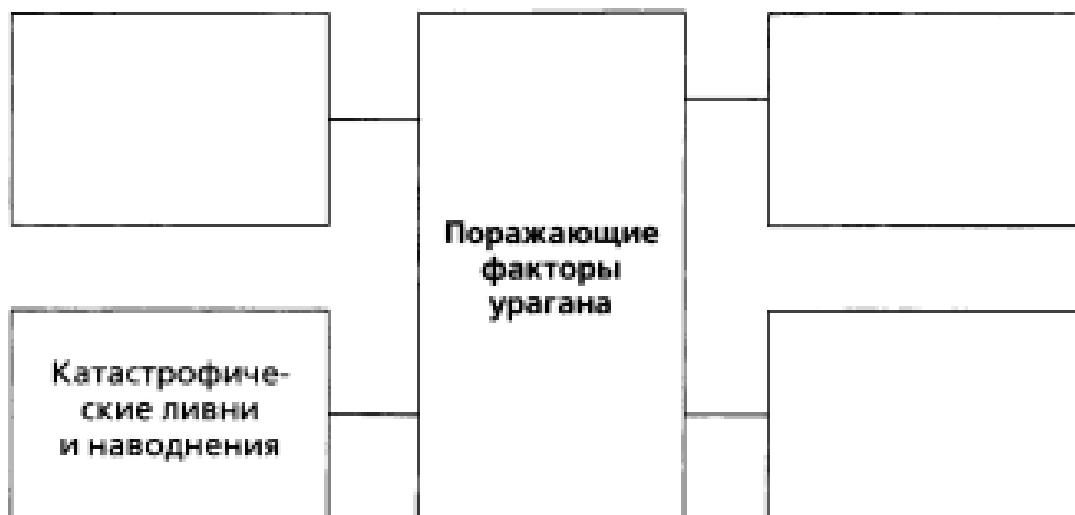 Поражающие
факторы
урагана
Катастрофиче-
ские ливни
и наводнения